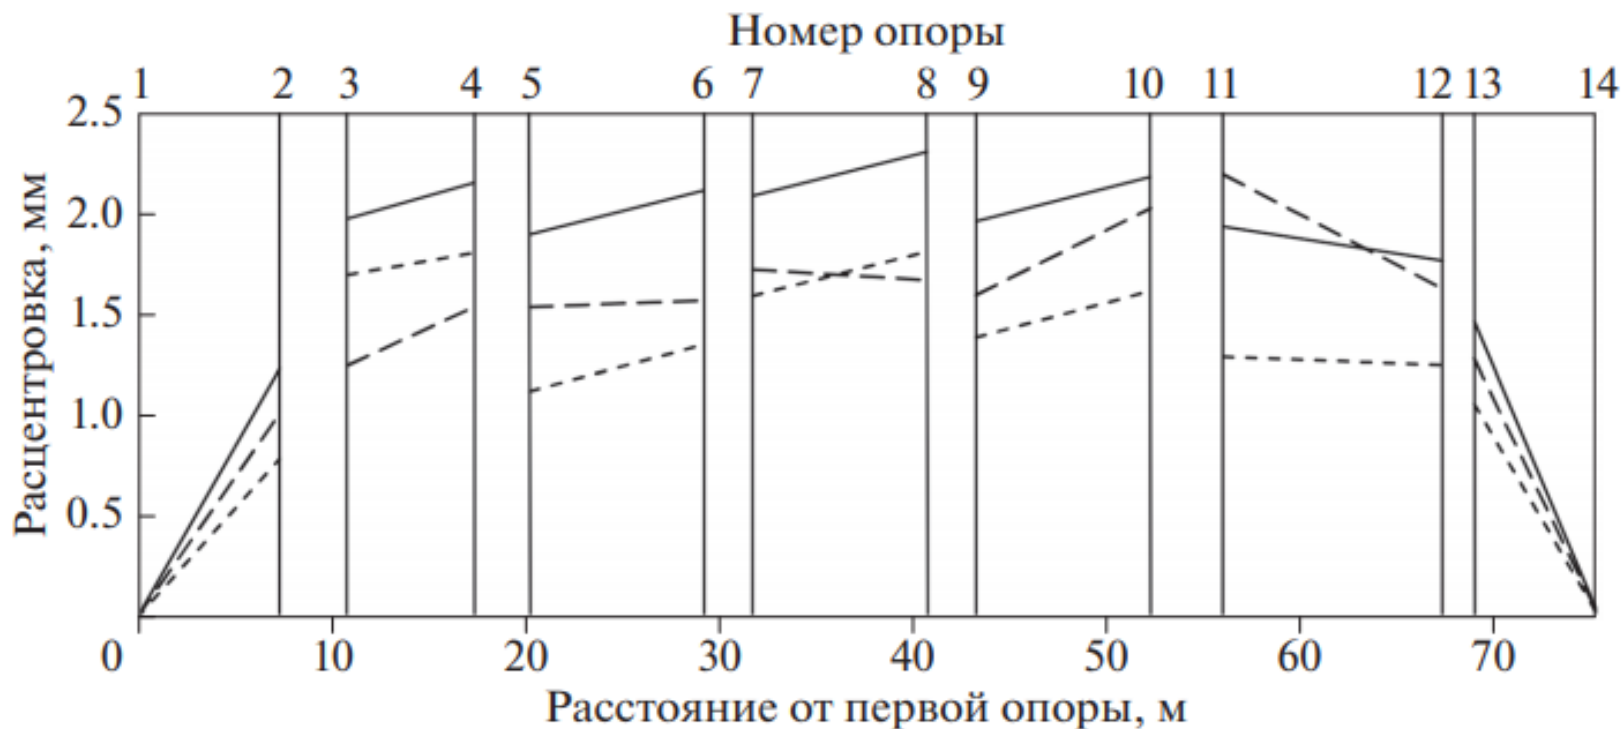 Номер опоры
1 2 3 4 5 6 7 8 9 10 11 12 13 14
2.5
2.0
1.5
1.0
0.5
Расцентровка, мм
0 10 20 30 40 50 60 70
Расстояние от первой опоры, м